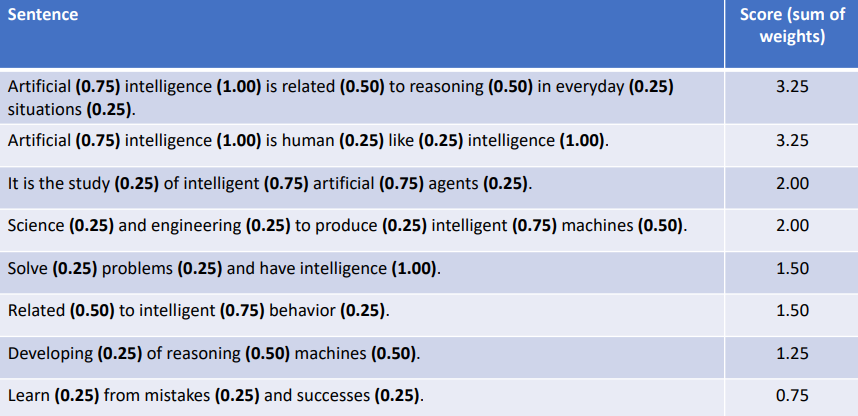 Sentence
Score (sum of
weights)
Artificial (0.75) intelligence (1.00) is related (0.50) to reasoning (0.50) in everyday (0.25)
situations (0.25).
3.25
Artificial (0.75) intelligence (1.00) is human (0.25) like (0.25) intelligence (1.00).
3.25
It is the study (0.25) of intelligent (0.75) artificial (0.75) agents (0.25).
2.00
Science (0.25) and engineering (0.25) to produce (0.25) intelligent (0.75) machines (0.50).
2.00
Solve (0.25) problems (0.25) and have intelligence (1.00).
1.50
Related (0.50) to intelligent (0.75) behavior (0.25).
1.50
Developing (0.25) of reasoning (0.50) machines (0.50).
1.25
Learn (0.25) from mistakes (0.25) and successes (0.25).
0.75